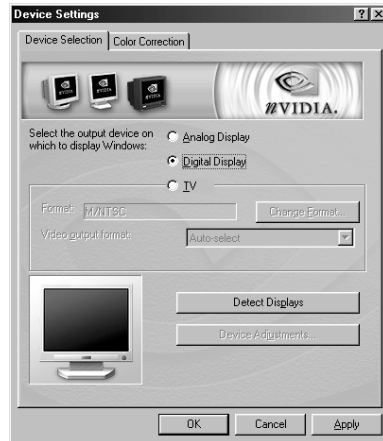 Device Settings
Device Selection
Color Correction
NVIDIA.
Select the output device on
which to display Windows:
Analog Display
Digital Display
TV
Format:
M/NTSC
Change Format...
Video output format:
Auto-select
Detect Displays
Device Adjustments...
OK
Cancel
Apply